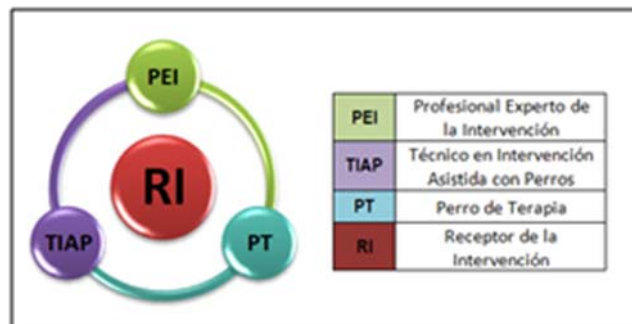 PEI
RI
TIAP
PT
PEI
Profesional Experto de
la Intervención
TIAP
Técnico en Intervención
Asistida con Perros
PT
Perro de Terapia
RI
Receptor de la
Intervención